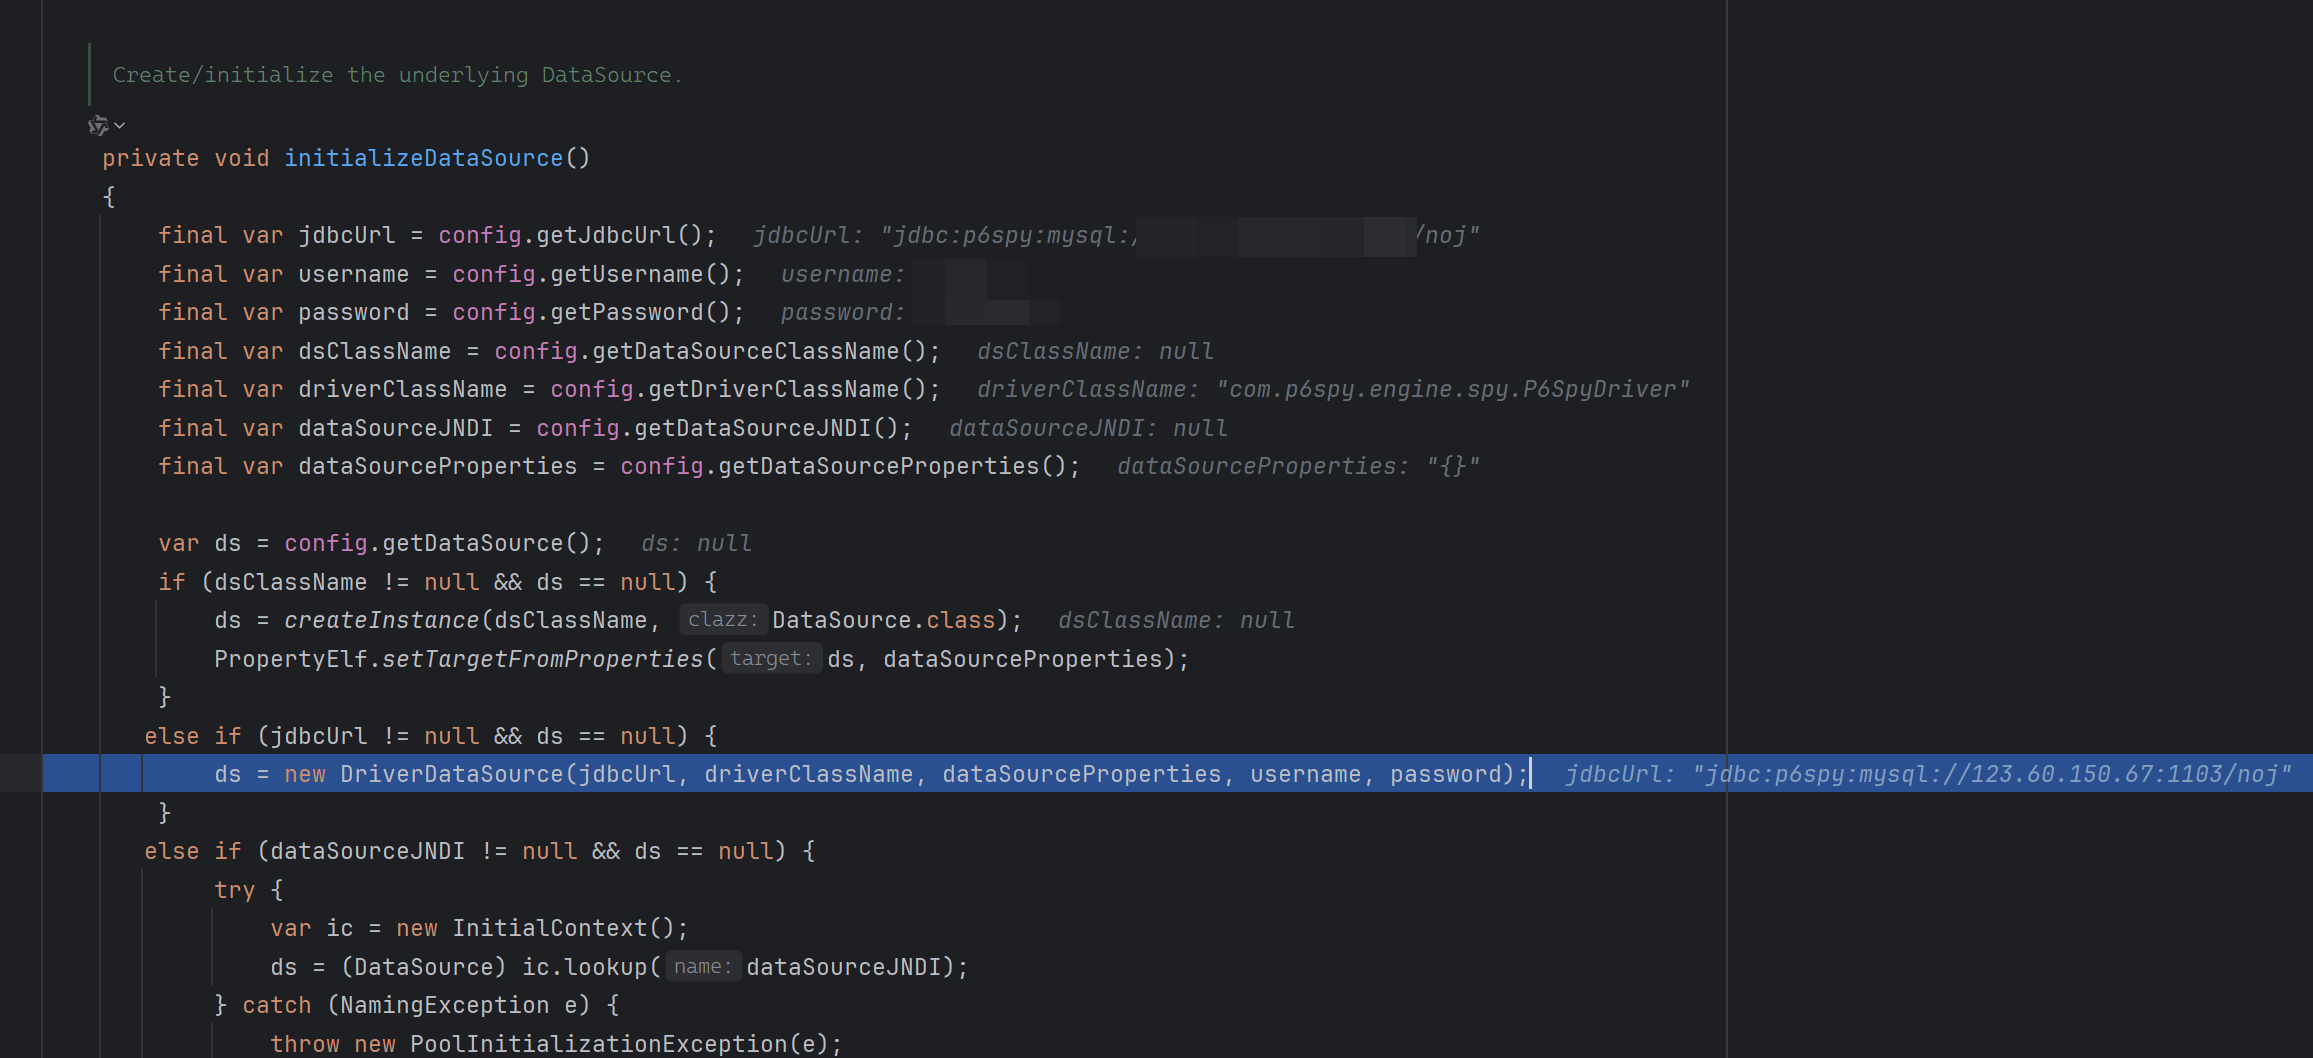 Create/initialize the underlying DataSource.
private void initializeDataSource()
{
final var jdbcUrl = config.getJdbcUrl(); jdbcUrl: "jdbc:p6spy:mysql:/ /noj"
final var username = config.getUsername(); username:
final var password = config.getPassword(); password:
final var dsClassName = config.getDataSourceClassName(); dsClassName: null
final var driverClassName = config.getDriverClassName(); driverClassName: "com.p6spy.engine.spy.P6SpyDriver"
final var dataSourceJNDI = config.getDataSourceJNDI(); dataSourceJNDI: null
final var dataSourceProperties = config.getDataSourceProperties(); dataSourceProperties: "{}"
var ds = config.getDataSource(); ds: null
if (dsClassName != null && ds == null) {
ds = createInstance(dsClassName, clazz: DataSource.class); dsClassName: null
PropertyElf.setTargetFromProperties( target: ds, dataSourceProperties);
}
else if (jdbcUrl != null && ds == null) {
ds = new DriverDataSource(jdbcUrl, driverClassName, dataSourceProperties, username, password); jdbcUrl: "jdbc:p6spy:mysql://123.60.150.67:1103/noj"
}
else if (dataSourceJNDI != null && ds == null) {
try {
var ic = new InitialContext();
ds = (DataSource) ic.lookup( name: dataSourceJNDI);
} catch (NamingException e) {
throw new PoolInitializationException(e);